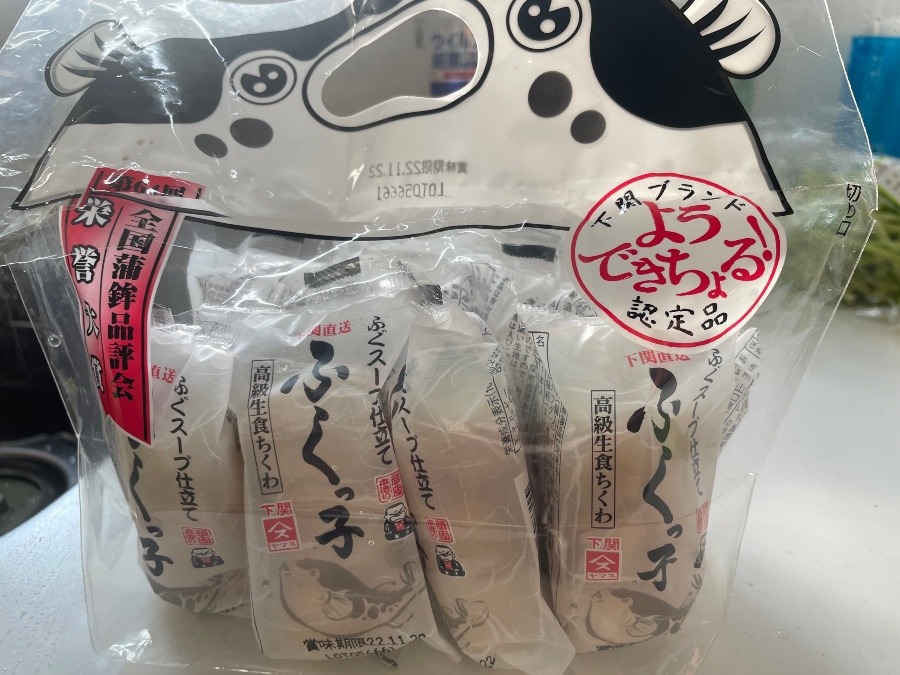 賞味期限22.11.22
LOT056661
切り口
全国蒲鉾品評会
栄誉大賞
下関ブランド
ようできちょる!
認定品
直送
ふぐスープ仕立て
ふくっ子
下関直送
ふぐスープ仕立て
高級生食ちくわ
ふくっ子
下関
ヤマス
賞味期限22.11.22
LOT056661
スープ仕立て
下関直送
ふぐスープ仕立て
高級生食ちくわ
ふくっ子
下関
ヤマス